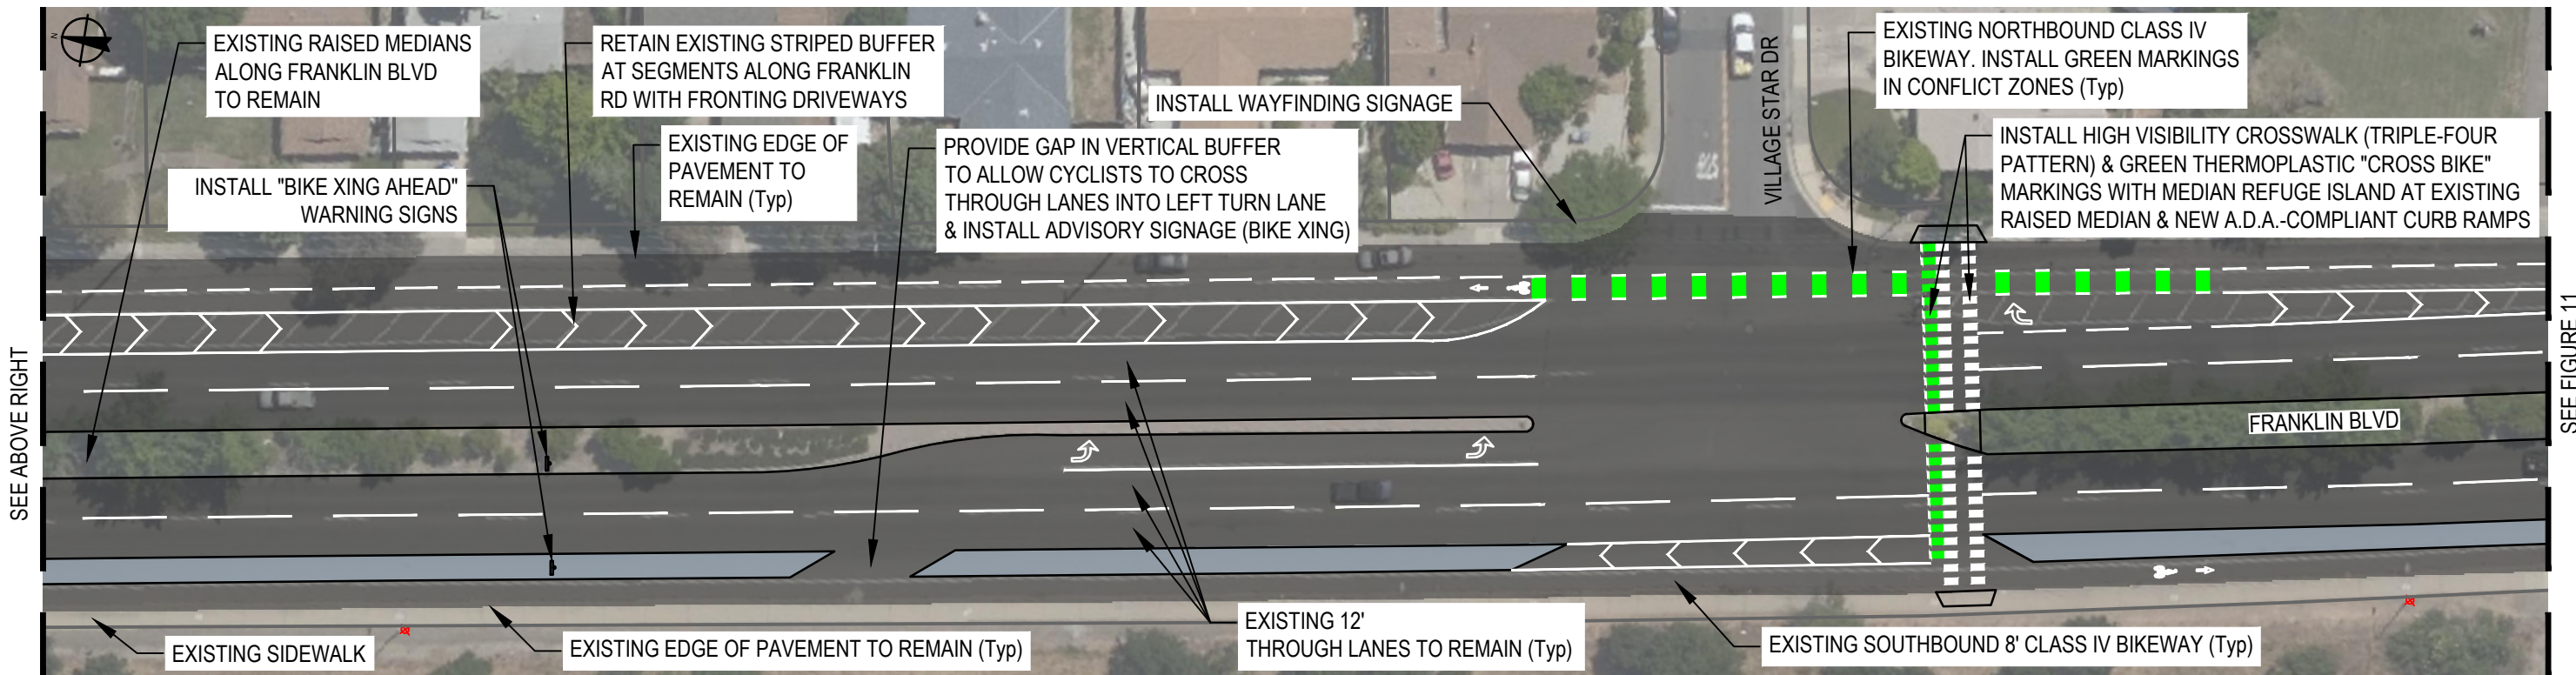 N
EXISTING RAISED MEDIANS
ALONG FRANKLIN BLVD
TO REMAIN
RETAIN EXISTING STRIPED BUFFER
AT SEGMENTS ALONG FRANKLIN
RD WITH FRONTING DRIVEWAYS
INSTALL WAYFINDING SIGNAGE
VILLAGE STAR DR
EXISTING NORTHBOUND CLASS IV
BIKEWAY. INSTALL GREEN MARKINGS
IN CONFLICT ZONES (Typ)
EXISTING EDGE OF
PAVEMENT TO
REMAIN (Typ)
PROVIDE GAP IN VERTICAL BUFFER
TO ALLOW CYCLISTS TO CROSS
THROUGH LANES INTO LEFT TURN LANE
& INSTALL ADVISORY SIGNAGE (BIKE XING)
INSTALL HIGH VISIBILITY CROSSWALK (TRIPLE-FOUR
PATTERN) & GREEN THERMOPLASTIC "CROSS BIKE"
MARKINGS WITH MEDIAN REFUGE ISLAND AT EXISTING
RAISED MEDIAN & NEW A.D.A.-COMPLIANT CURB RAMPS
INSTALL "BIKE XING AHEAD"
WARNING SIGNS
STOP
SEE ABOVE RIGHT
FRANKLIN BLVD
SEE FIGURE 11
EXISTING SIDEWALK
EXISTING EDGE OF PAVEMENT TO REMAIN (Typ)
EXISTING 12'
THROUGH LANES TO REMAIN (Typ)
EXISTING SOUTHBOUND 8' CLASS IV BIKEWAY (Typ)